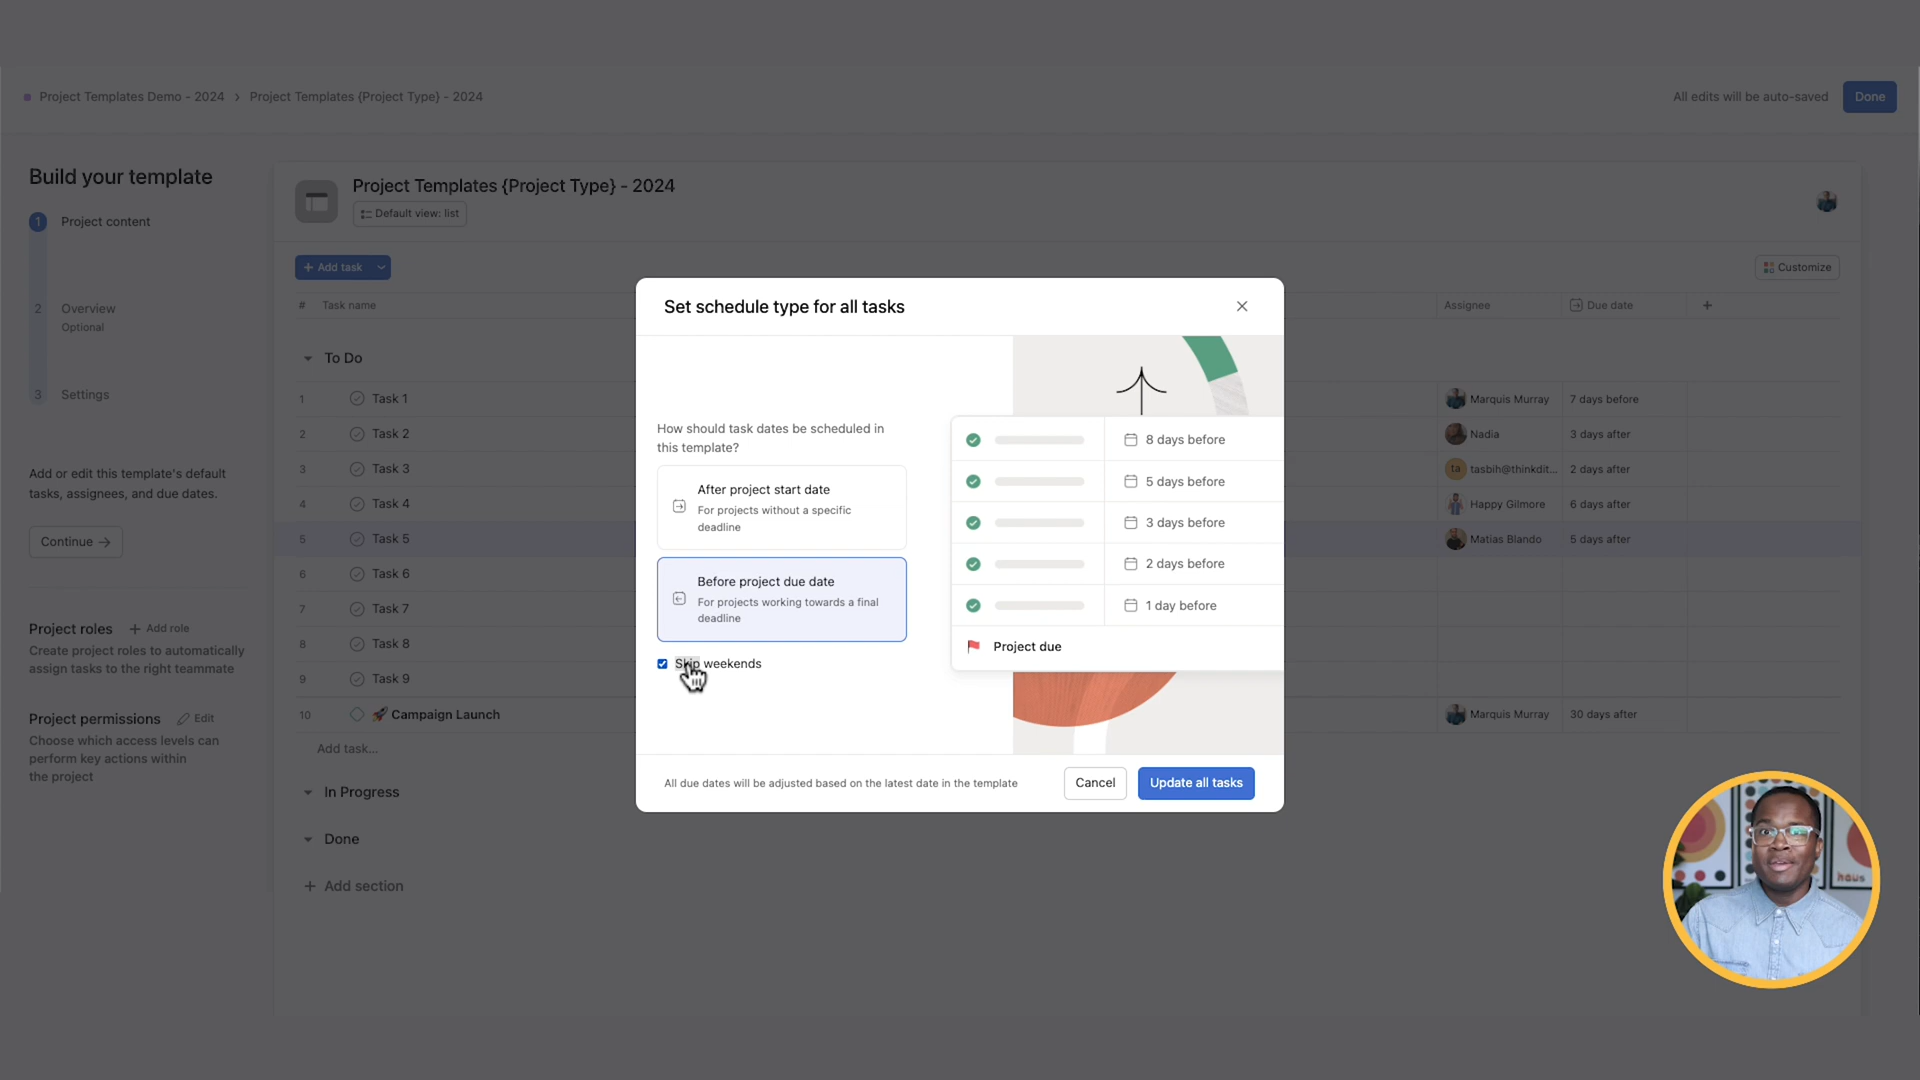 Project Templates Demo - 2024 › Project Templates {Project Type} - 2024
All edits will be auto-saved
Done
Build your template
1 Project content
2 Overview
Optional
3 Settings
Add or edit this template's default
tasks, assignees, and due dates.
Continue →
Project roles + Add role
Create project roles to automatically
assign tasks to the right teammate
Project permissions Edit
Choose which access levels can
perform key actions within
the project
Project Templates {Project Type} - 2024
Default view: list
+ Add task
Customize
# Task name
Assignee
Due date
+
To Do
1 Task 1 Marquis Murray 7 days before
2 Task 2 Nadia 3 days after
3 Task 3 ta tasbih@thinkdit... 2 days after
4 Task 4 Happy Gilmore 6 days after
5 Task 5 Matias Blando 5 days after
6 Task 6
7 Task 7
8 Task 8
9 Task 9
10 🚀 Campaign Launch Marquis Murray 30 days after
Add task...
In Progress
Done
+ Add section
Set schedule type for all tasks
How should task dates be scheduled in
this template?
After project start date
For projects without a specific
deadline
Before project due date
For projects working towards a final
deadline
Skip weekends
8 days before
5 days before
3 days before
2 days before
1 day before
Project due
All due dates will be adjusted based on the latest date in the template
Cancel
Update all tasks
haus